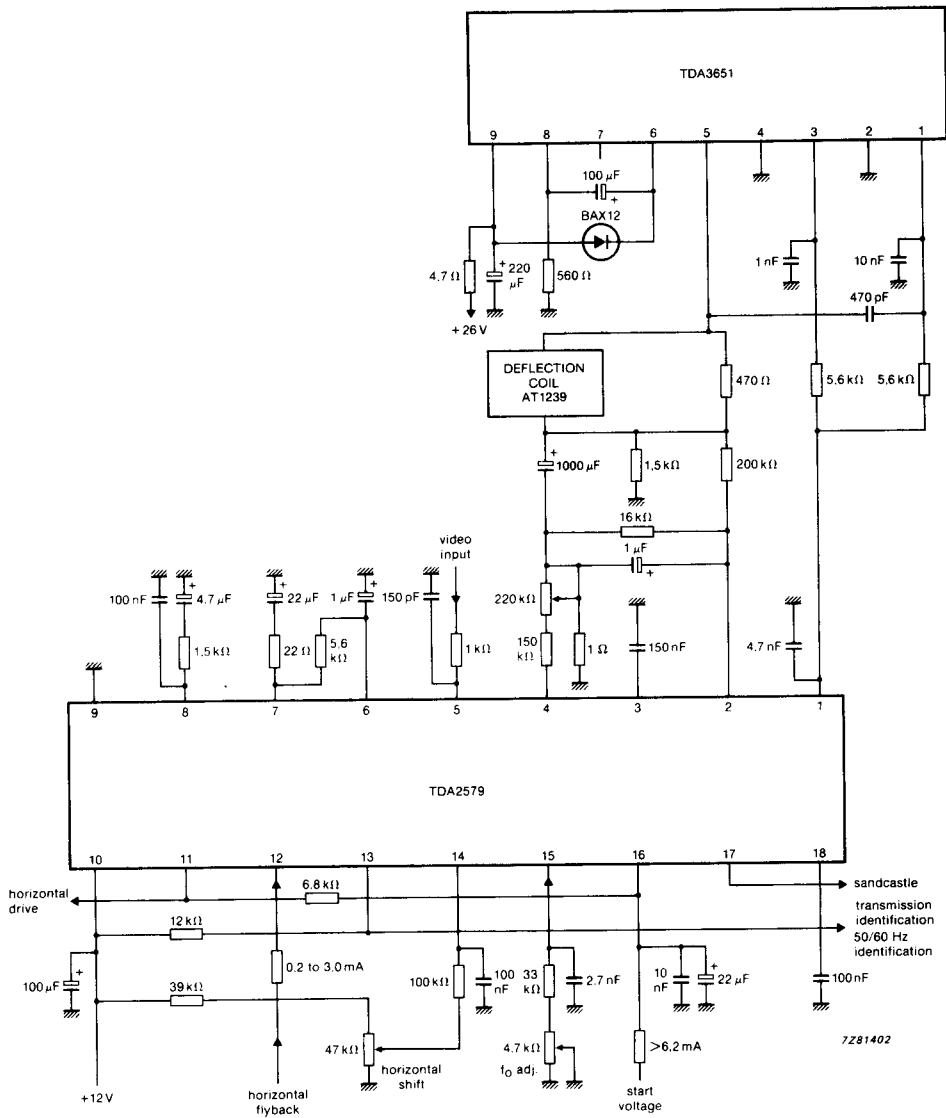 TDA3651
9 8 7 6 5 4 3 2 1
100 µF
+
BAX12
4.7 Ω
+ 220 µF
560 Ω
1 nF
10 nF
470 pF
+ 26 V
DEFLECTION
COIL
AT1239
470 Ω
5,6 kΩ
5,6 kΩ
+
1000 µF
1,5 kΩ
200 kΩ
16 kΩ
video
input
1 µF
+
100 nF
+
4.7 µF
+
22 µF
1 µF
+
150 pF
220 kΩ
1,5 kΩ
22 Ω
5.6
kΩ
1 kΩ
150
kΩ
1 Ω
150 nF
4.7 nF
9 8 7 6 5 4 3 2 1
TDA2579
10 11 12 13 14 15 16 17 18
horizontal
drive
6.8 kΩ
sandcastle
12 kΩ
transmission
identification
50/60 Hz
identification
100 µF
+
0.2 to 3.0 mA
100 kΩ
100
nF
33
kΩ
2.7 nF
10
nF
+
22 µF
100 nF
39 kΩ
47 kΩ
horizontal
shift
4.7 kΩ
fO adj.
>6,2 mA
7Z81402
+12 V
horizontal
flyback
start
voltage